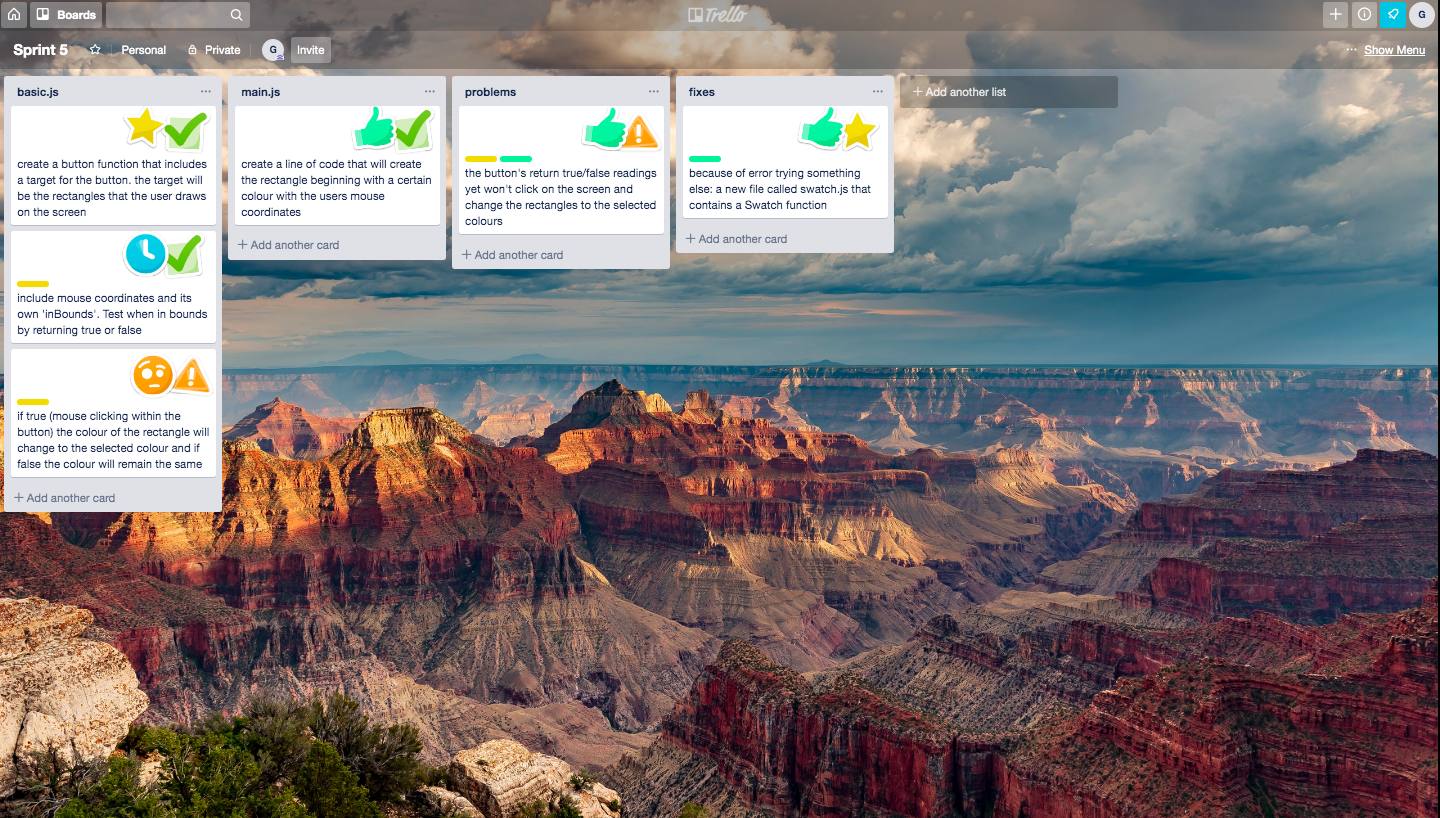 Boards
Trello
G
Sprint 5
Personal
Private
G
Invite
... Show Menu
basic.js
create a button function that includes
a target for the button. the target will
be the rectangles that the user draws
on the screen
include mouse coordinates and its
own 'inBounds'. Test when in bounds
by returning true or false
if true (mouse clicking within the
button) the colour of the rectangle will
change to the selected colour and if
false the colour will remain the same
+ Add another card
main.js
create a line of code that will create
the rectangle beginning with a certain
colour with the users mouse
coordinates
+ Add another card
problems
the button's return true/false readings
yet won't click on the screen and
change the rectangles to the selected
colours
+ Add another card
fixes
because of error trying something
else: a new file called swatch.js that
contains a Swatch function
+ Add another card
+ Add another list